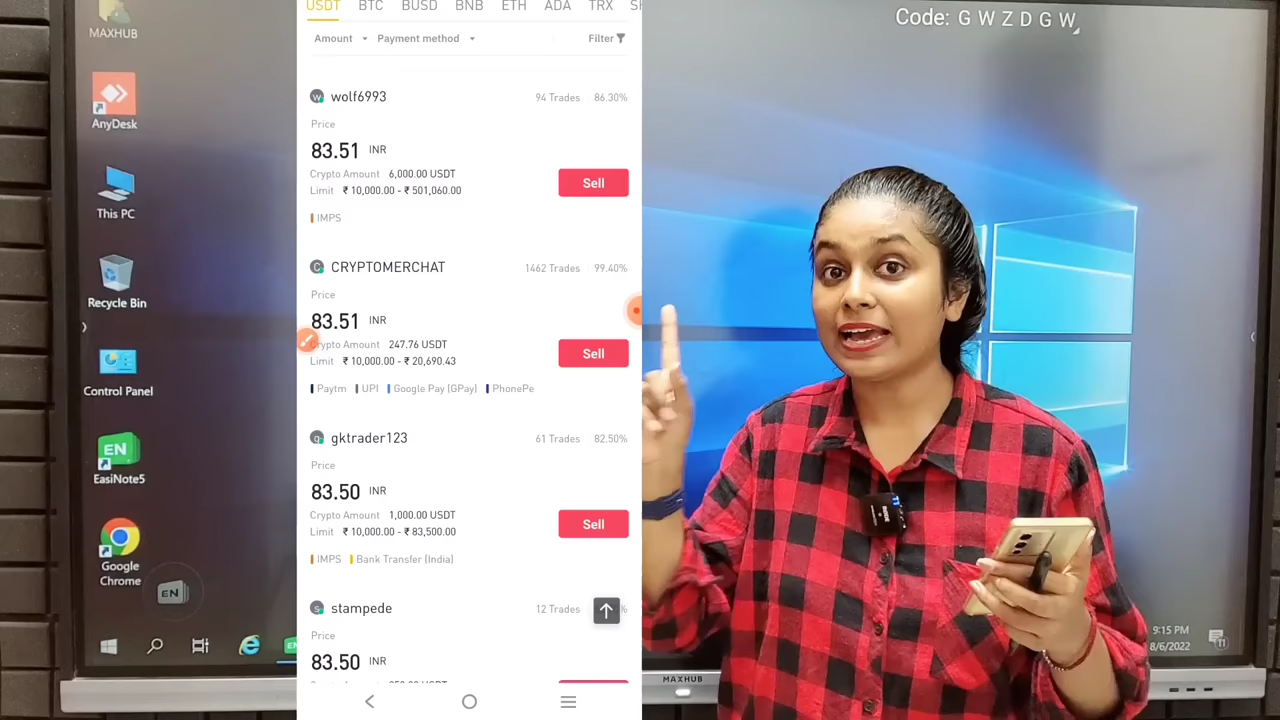 MAXHUB
AnyDesk
This PC
Recycle Bin
Control Panel
EN
EasiNote5
Google
Chrome
EN
USDT BTC BUSD BNB ETH ADA TRX
Amount Payment method Filter
w wolf6993 94 Trades 86.30%
Price
83.51 INR
Crypto Amount 6,000.00 USDT
Limit ₹ 10,000.00 - ₹ 501,060.00
Sell
IMPS
C CRYPTOMERCHAT 1462 Trades 99.40%
Price
83.51 INR
Crypto Amount 247.76 USDT
Limit ₹ 10,000.00 - ₹ 20,690.43
Sell
Paytm UPI Google Pay (GPay) PhonePe
g gktrader123 61 Trades 82.50%
Price
83.50 INR
Crypto Amount 1,000.00 USDT
Limit ₹ 10,000.00 - ₹ 83,500.00
Sell
IMPS Bank Transfer (India)
s stampede 12 Trades
Price
83.50 INR
Code: G W Z D G W
9:15 PM
8/6/2022
11
MAXHUB